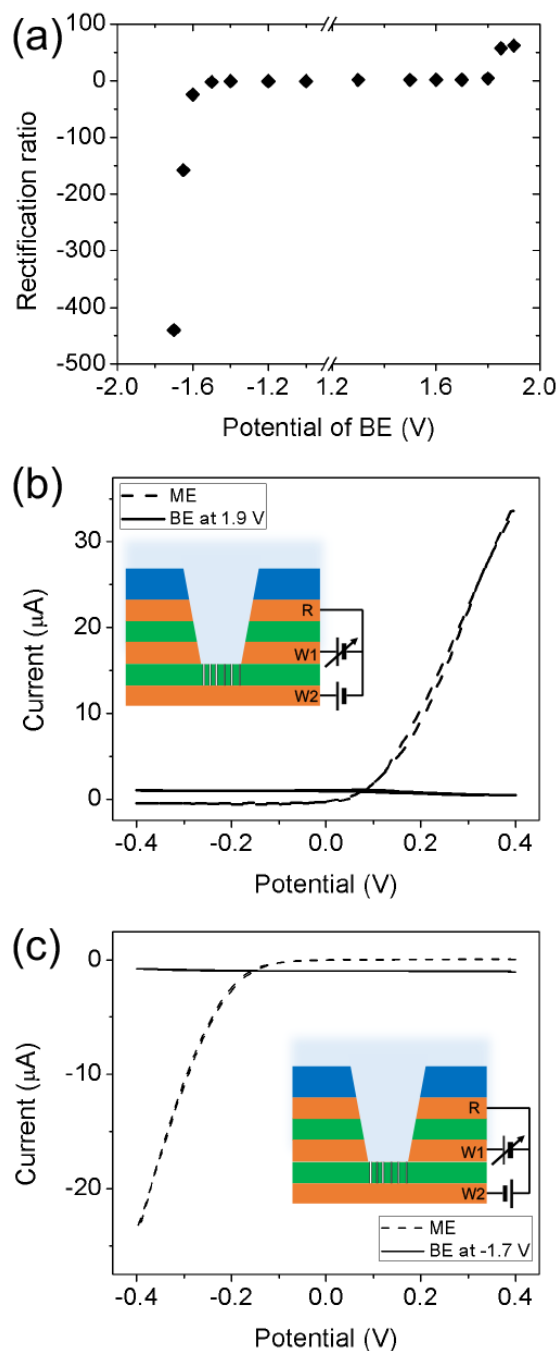 (a)
100
0
-100
-200
-300
-400
-500
Rectification ratio
-2.0 -1.6 -1.2 1.2 1.6 2.0
Potential of BE (V)
(b)
ME
BE at 1.9 V
30
20
10
0
Current (μA)
R
W1
W2
-0.4 -0.2 0.0 0.2 0.4
Potential (V)
(c)
0
-10
-20
Current (μA)
R
W1
W2
ME
BE at -1.7 V
-0.4 -0.2 0.0 0.2 0.4
Potential (V)